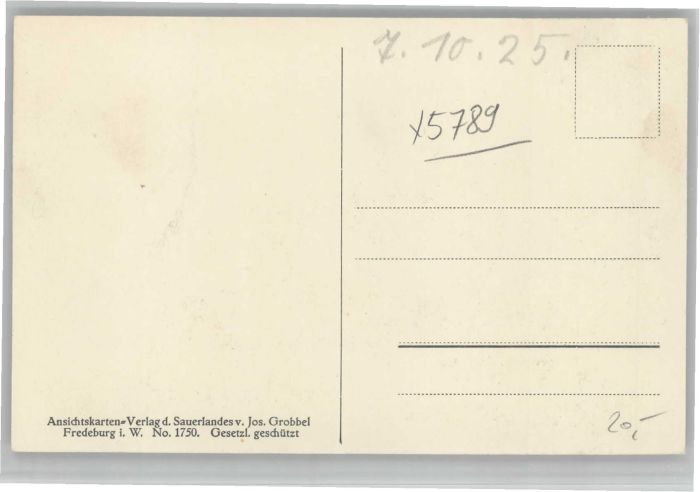 7.10.25.
x5789
Ansichtskarten=Verlag d. Sauerlandes v. Jos. Grobbel
Fredeburg i. W. No. 1750. Gesetzl. geschützt
20,-